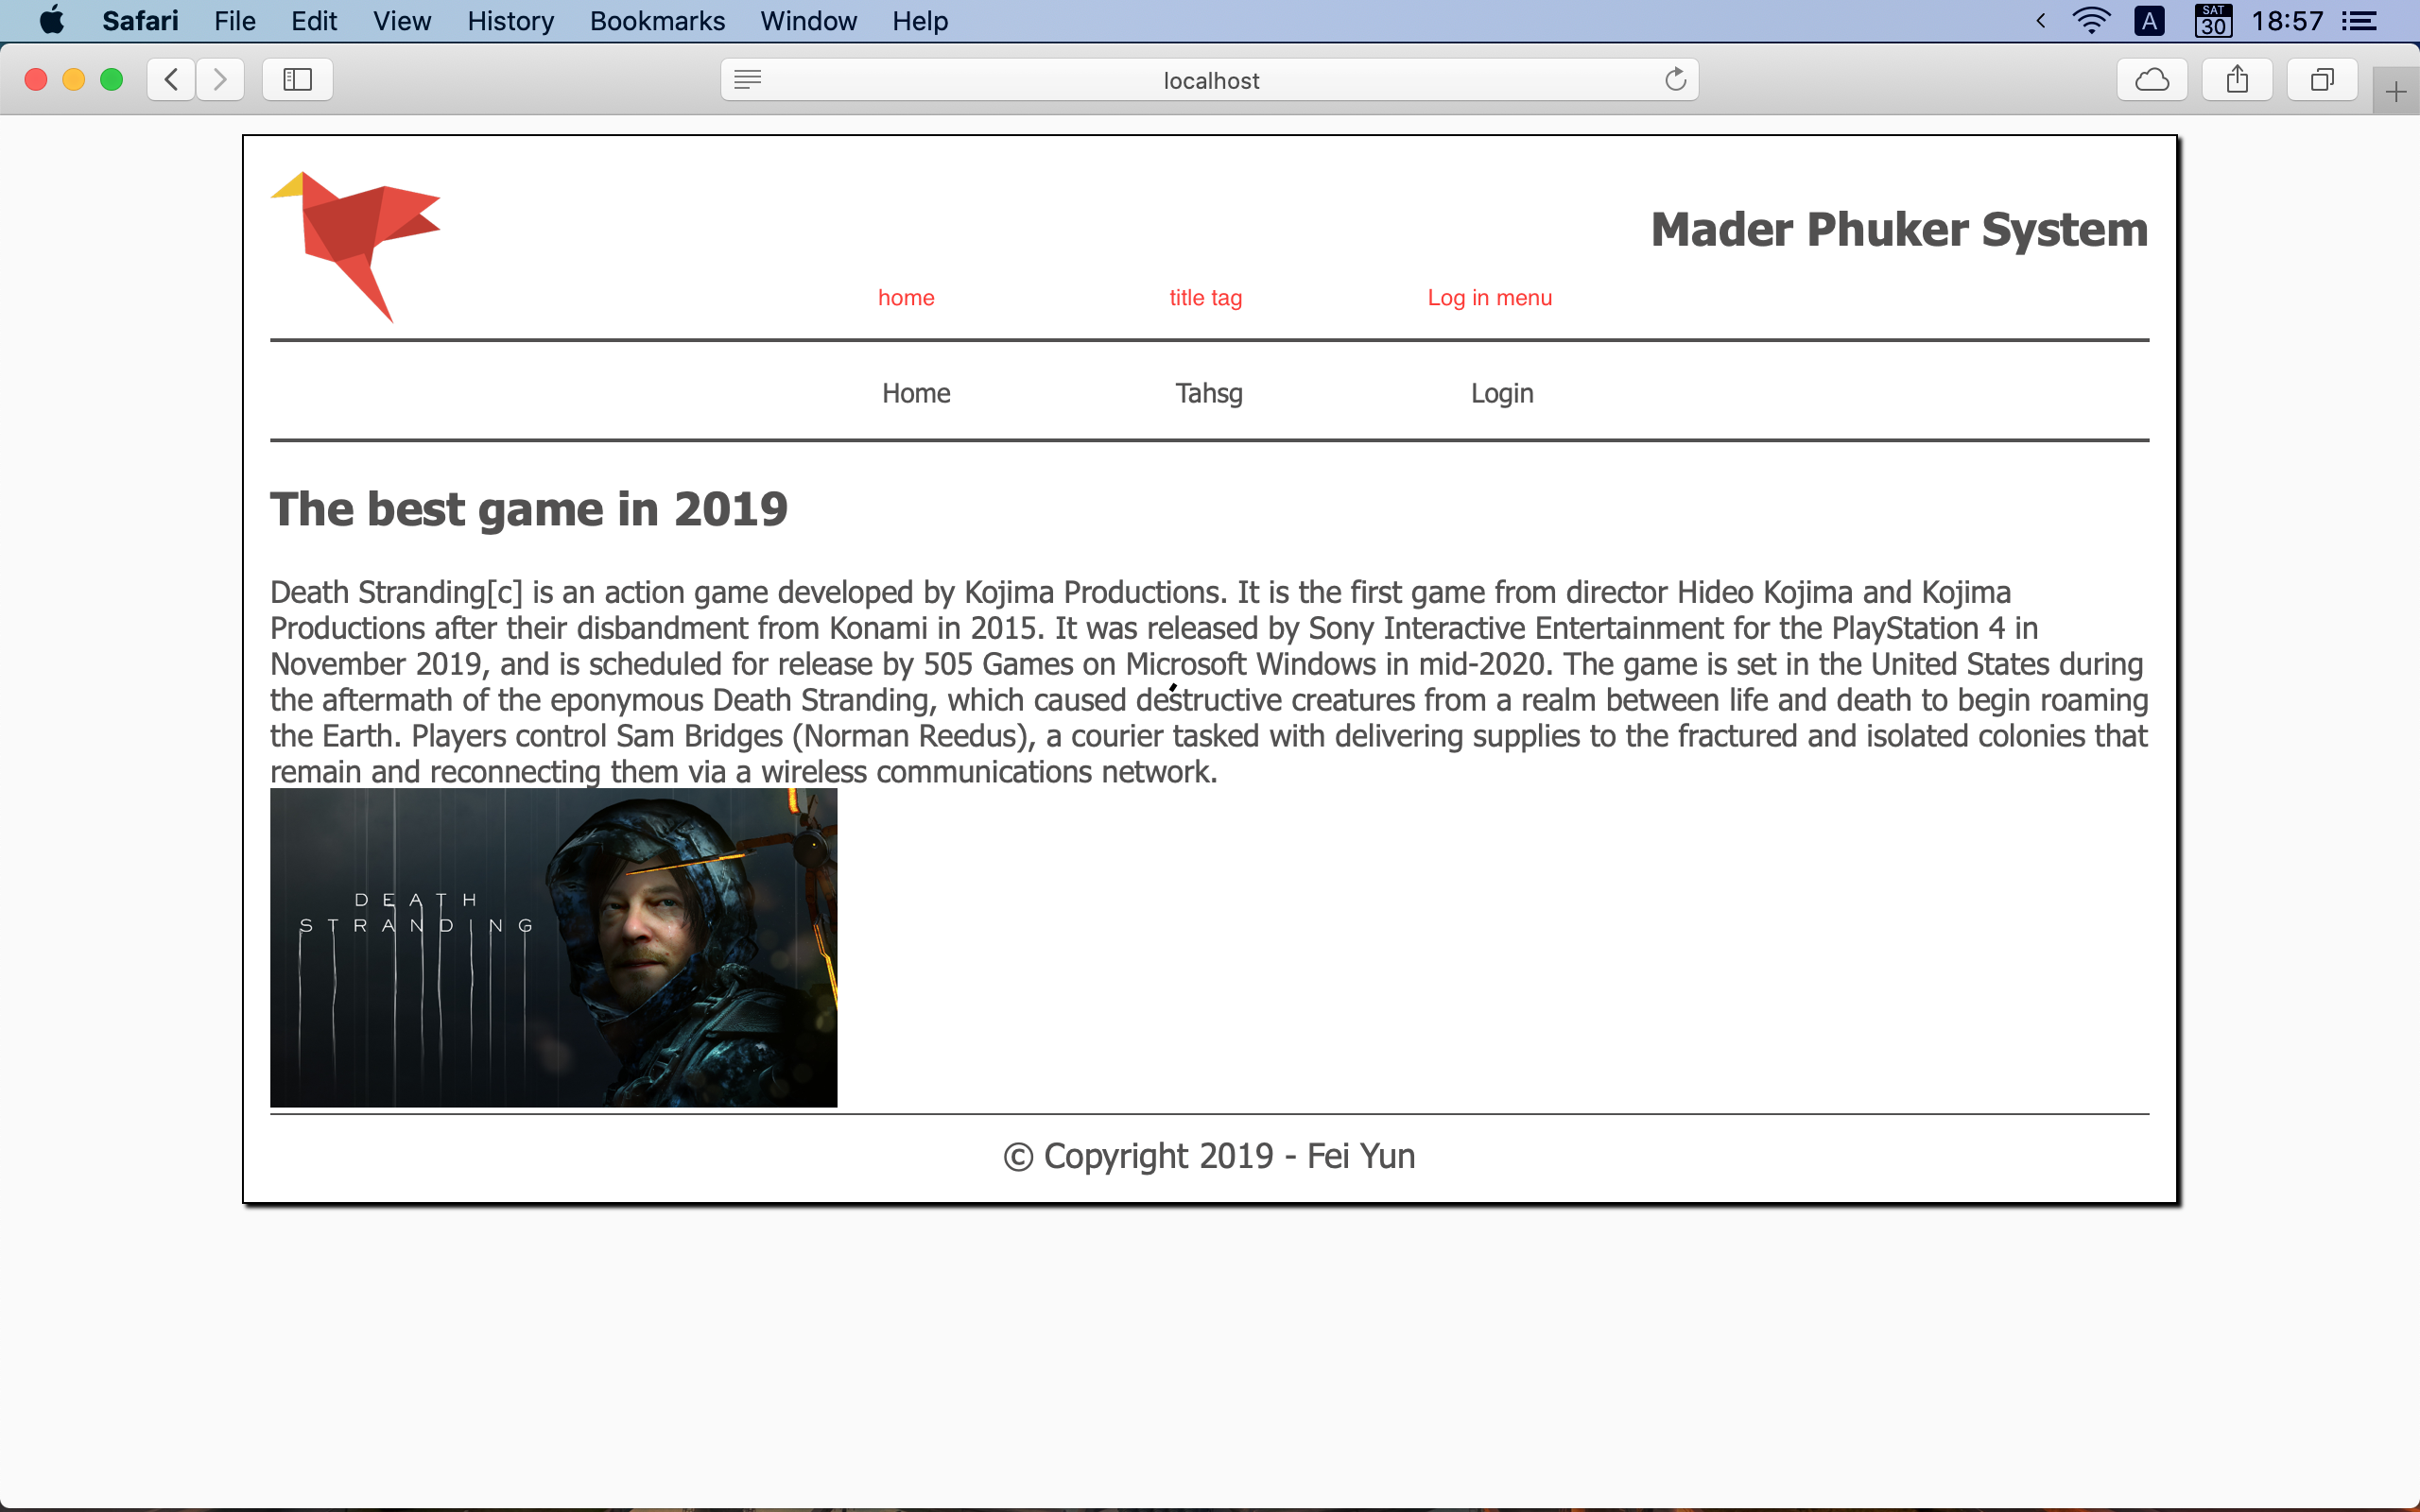 Safari File Edit View History Bookmarks Window Help A SAT 30 18:57
localhost
Mader Phuker System
home title tag Log in menu
Home Tahsg Login
The best game in 2019
Death Stranding[c] is an action game developed by Kojima Productions. It is the first game from director Hideo Kojima and Kojima
Productions after their disbandment from Konami in 2015. It was released by Sony Interactive Entertainment for the PlayStation 4 in
November 2019, and is scheduled for release by 505 Games on Microsoft Windows in mid-2020. The game is set in the United States during
the aftermath of the eponymous Death Stranding, which caused destructive creatures from a realm between life and death to begin roaming
the Earth. Players control Sam Bridges (Norman Reedus), a courier tasked with delivering supplies to the fractured and isolated colonies that
remain and reconnecting them via a wireless communications network.
DEATH
STRANDING
© Copyright 2019 - Fei Yun